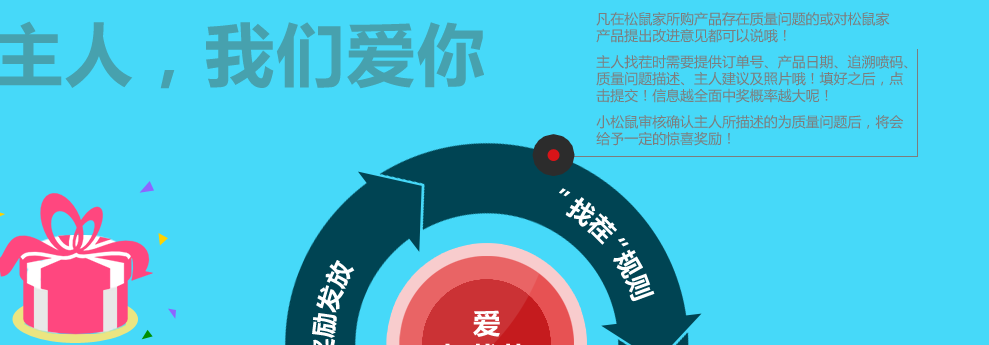 主人，我们爱你
凡在松鼠家所购产品存在质量问题的或对松鼠家
产品提出改进意见都可以说哦！
主人找茬时需要提供订单号、产品日期、追溯喷码、
质量问题描述、主人建议及照片哦！填好之后，点
击提交！信息越全面中奖概率越大呢！
小松鼠审核确认主人所描述的为质量问题后，将会
给予一定的惊喜奖励！
”找茬“规则
励发放
爱